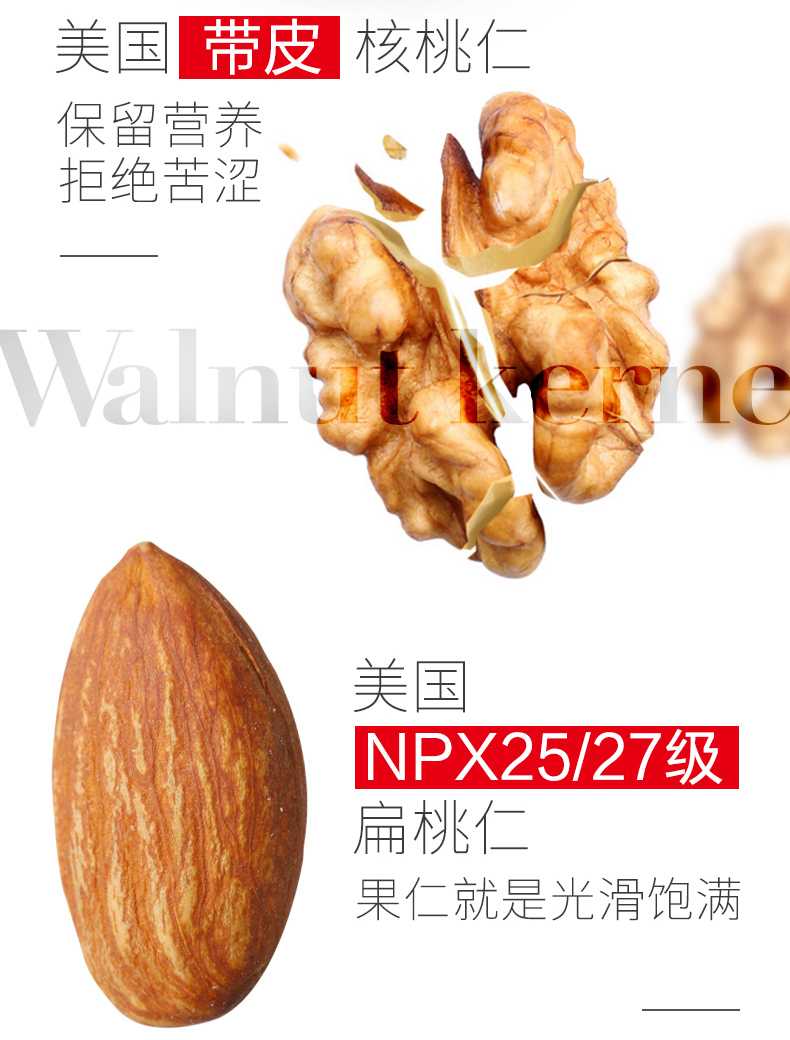 美国 带皮 核桃仁
保留营养
拒绝苦涩
Walnut kerne
美国
NPX25/27级
扁桃仁
果仁就是光滑饱满